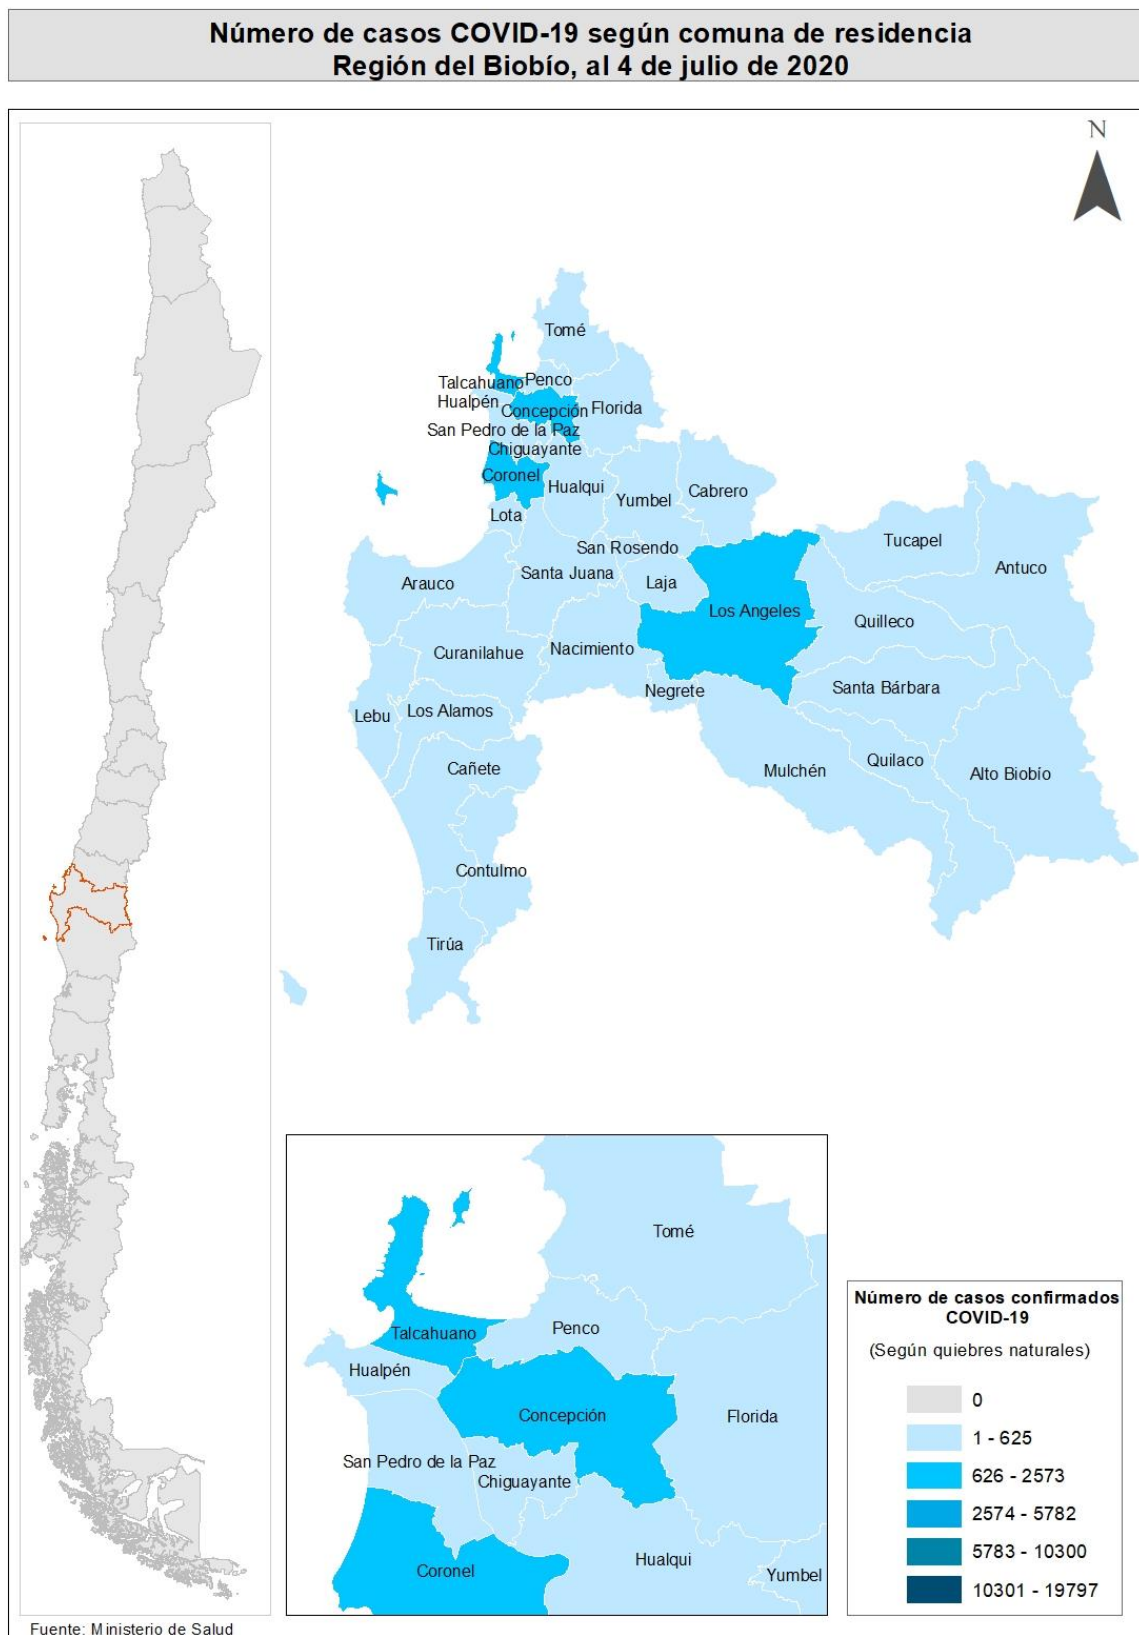 Número de casos COVID-19 según comuna de residencia
Región del Biobío, al 4 de julio de 2020
N
Tomé
Talcahuano
Penco
Hualpén
Concepción
Florida
San Pedro de la Paz
Chiguayante
Coronel
Hualqui
Yumbel
Cabrero
Lota
Tucapel
San Rosendo
Antuco
Santa Juana
Arauco
Laja
Los Angeles
Quilleco
Curanilahue
Nacimiento
Santa Bárbara
Negrete
Lebu
Los Alamos
Quilaco
Cañete
Mulchén
Alto Biobío
Contulmo
Tirúa
Tomé
Talcahuano
Penco
Hualpén
Concepción
Florida
San Pedro de la Paz
Chiguayante
Hualqui
Coronel
Yumbel
Número de casos confirmados
COVID-19
(Según quiebres naturales)
0
1 - 625
626 - 2573
2574 - 5782
5783 - 10300
10301 - 19797
Fuente: Ministerio de Salud